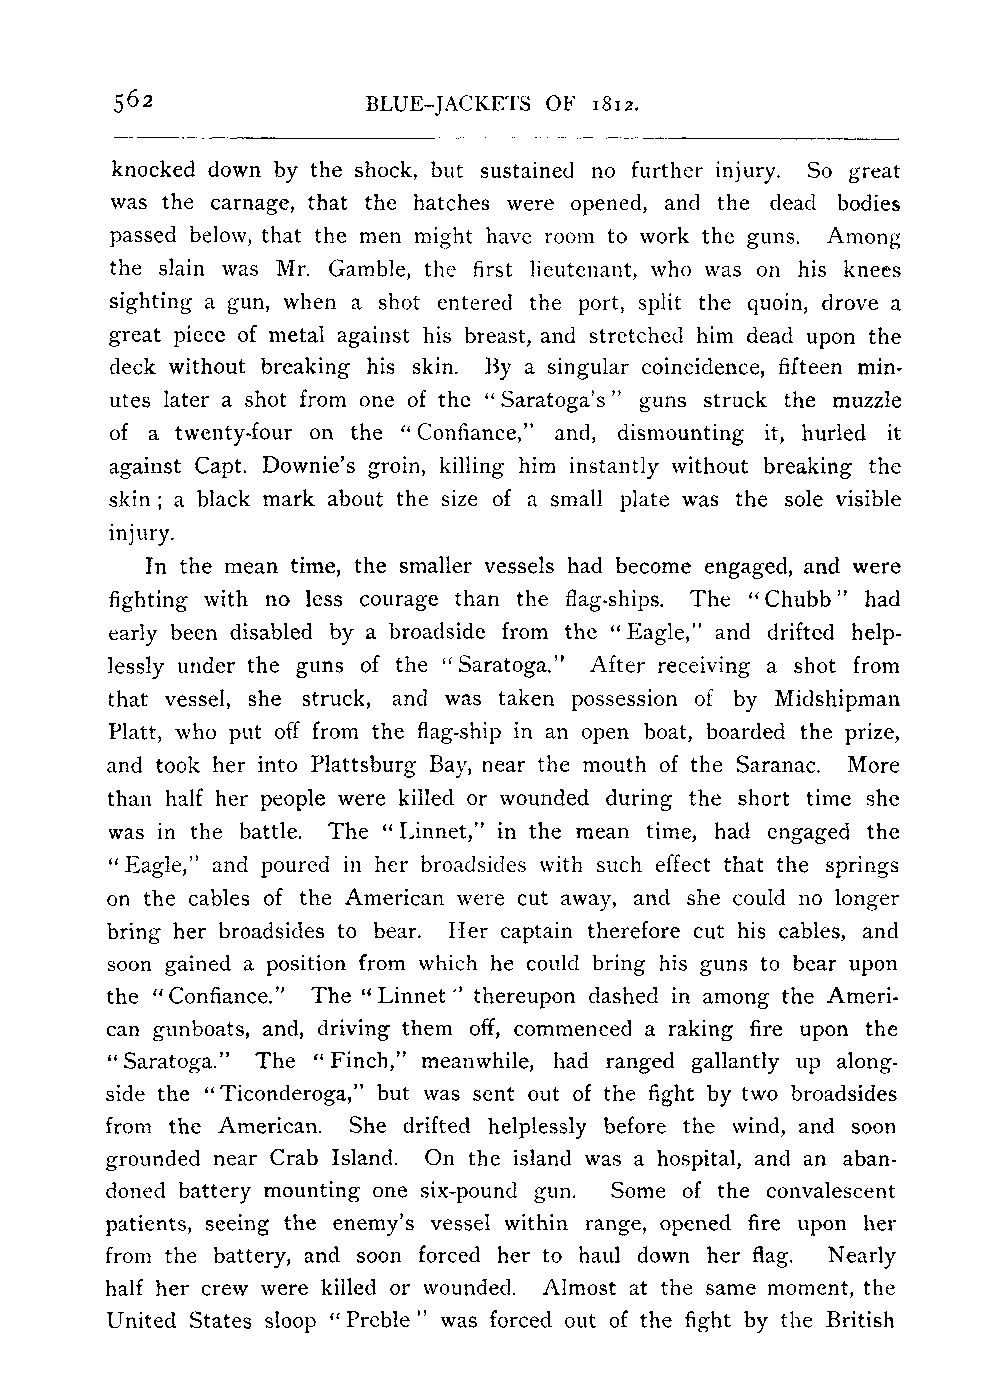 562 BLUE-JACKETS OF 1812.
knocked down by the shock, but sustained no further injury. So great
was the carnage, that the hatches were opened, and the dead bodies
passed below, that the men might have room to work the guns. Among
the slain was Mr. Gamble, the first lieutenant, who was on his knees
sighting a gun, when a shot entered the port, split the quoin, drove a
great piece of metal against his breast, and stretched him dead upon the
deck without breaking his skin. By a singular coincidence, fifteen min-
utes later a shot from one of the "Saratoga's" guns struck the muzzle
of a twenty-four on the "Confiance," and, dismounting it, hurled it
against Capt. Downie's groin, killing him instantly without breaking the
skin; a black mark about the size of a small plate was the sole visible
injury.
In the mean time, the smaller vessels had become engaged, and were
fighting with no less courage than the flag-ships. The "Chubb" had
early been disabled by a broadside from the "Eagle," and drifted help-
lessly under the guns of the "Saratoga." After receiving a shot from
that vessel, she struck, and was taken possession of by Midshipman
Platt, who put off from the flag-ship in an open boat, boarded the prize,
and took her into Plattsburg Bay, near the mouth of the Saranac. More
than half her people were killed or wounded during the short time she
was in the battle. The "Linnet," in the mean time, had engaged the
"Eagle," and poured in her broadsides with such effect that the springs
on the cables of the American were cut away, and she could no longer
bring her broadsides to bear. Her captain therefore cut his cables, and
soon gained a position from which he could bring his guns to bear upon
the "Confiance." The "Linnet" thereupon dashed in among the Ameri-
can gunboats, and, driving them off, commenced a raking fire upon the
"Saratoga." The "Finch," meanwhile, had ranged gallantly up along-
side the "Ticonderoga," but was sent out of the fight by two broadsides
from the American. She drifted helplessly before the wind, and soon
grounded near Crab Island. On the island was a hospital, and an aban-
doned battery mounting one six-pound gun. Some of the convalescent
patients, seeing the enemy's vessel within range, opened fire upon her
from the battery, and soon forced her to haul down her flag. Nearly
half her crew were killed or wounded. Almost at the same moment, the
United States sloop "Preble" was forced out of the fight by the British